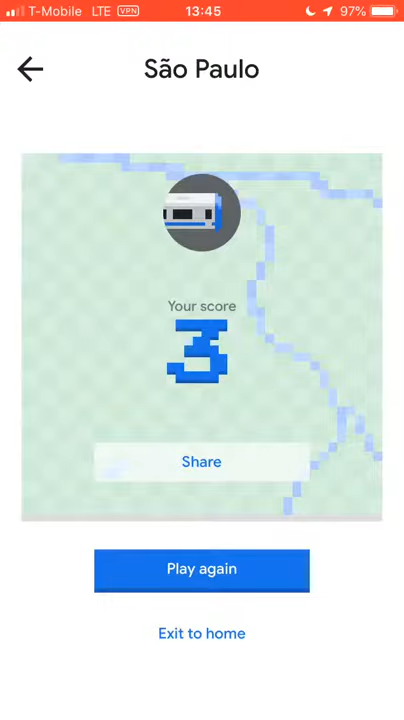 T-Mobile LTE VPN 13:45 97%
São Paulo
Your score
3
Share
Play again
Exit to home